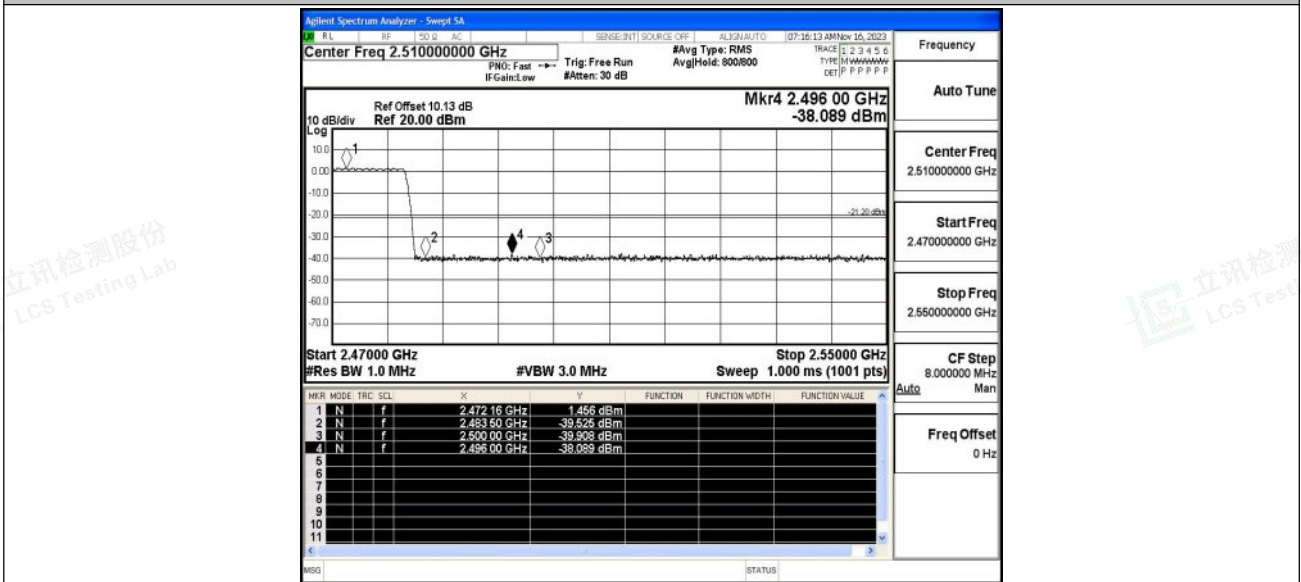 Agilent Spectrum Analyzer - Swept SA
RL RF 50 Ω AC SENSE:INT SOURCE OFF ALIGN AUTO 07:16:13 AM Nov 16, 2023
Center Freq 2.510000000 GHz
PNO: Fast
IFGain:Low
Trig: Free Run
#Atten: 30 dB
#Avg Type: RMS
Avg|Hold: 800/800
TRACE 1 2 3 4 5 6
TYPE M WWWWW
DET P P P P P P
Frequency
Auto Tune
Center Freq
2.510000000 GHz
Start Freq
2.470000000 GHz
Stop Freq
2.550000000 GHz
CF Step
8.000000 MHz
Auto Man
Freq Offset
0 Hz
Mkr4 2.496 00 GHz
-38.089 dBm
Ref Offset 10.13 dB
10 dB/div Ref 20.00 dBm
Log
10.0
0.00
-10.0
-20.0
-30.0
-40.0
-50.0
-60.0
-70.0
1
2
4
3
-21.20 dBm
Start 2.47000 GHz Stop 2.55000 GHz
#Res BW 1.0 MHz #VBW 3.0 MHz Sweep 1.000 ms (1001 pts)
MKR MODE TRC SCL X Y FUNCTION FUNCTION WIDTH FUNCTION VALUE
1 N f 2.472 16 GHz 1.456 dBm
2 N f 2.483 50 GHz -39.525 dBm
3 N f 2.500 00 GHz -39.908 dBm
4 N f 2.496 00 GHz -38.089 dBm
5
6
7
8
9
10
11
MSG STATUS
立讯检测股份
LCS Testing Lab
立讯检测
LCS Test